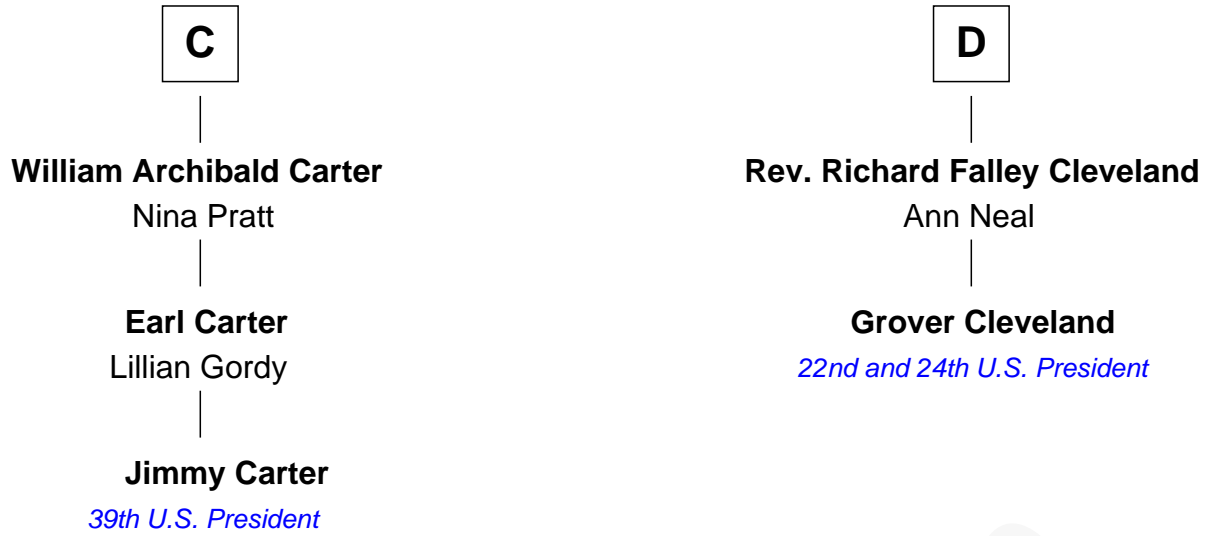 C
William Archibald Carter
Nina Pratt
Earl Carter
Lillian Gordy
Jimmy Carter
39th U.S. President
D
Rev. Richard Falley Cleveland
Ann Neal
Grover Cleveland
22nd and 24th U.S. President